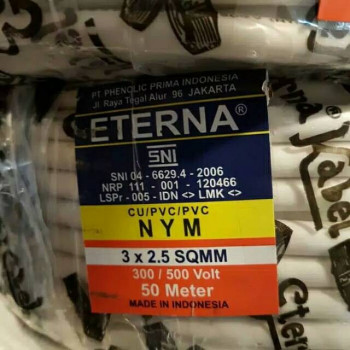 PT PHENOLIC PRIMA INDONESIA
Jl Raya Tegal Alur 96 JAKARTA
ETERNA®
SNI
SNI 04 - 6629.4 - 2006
NRP 111 - 001 - 120466
LSPr - 005 - IDN <> LMK <>
CU/PVC/PVC
NYM
3 x 2.5 SQMM
300 / 500 Volt
50 Meter
MADE IN INDONESIA
Eterna
Kabel